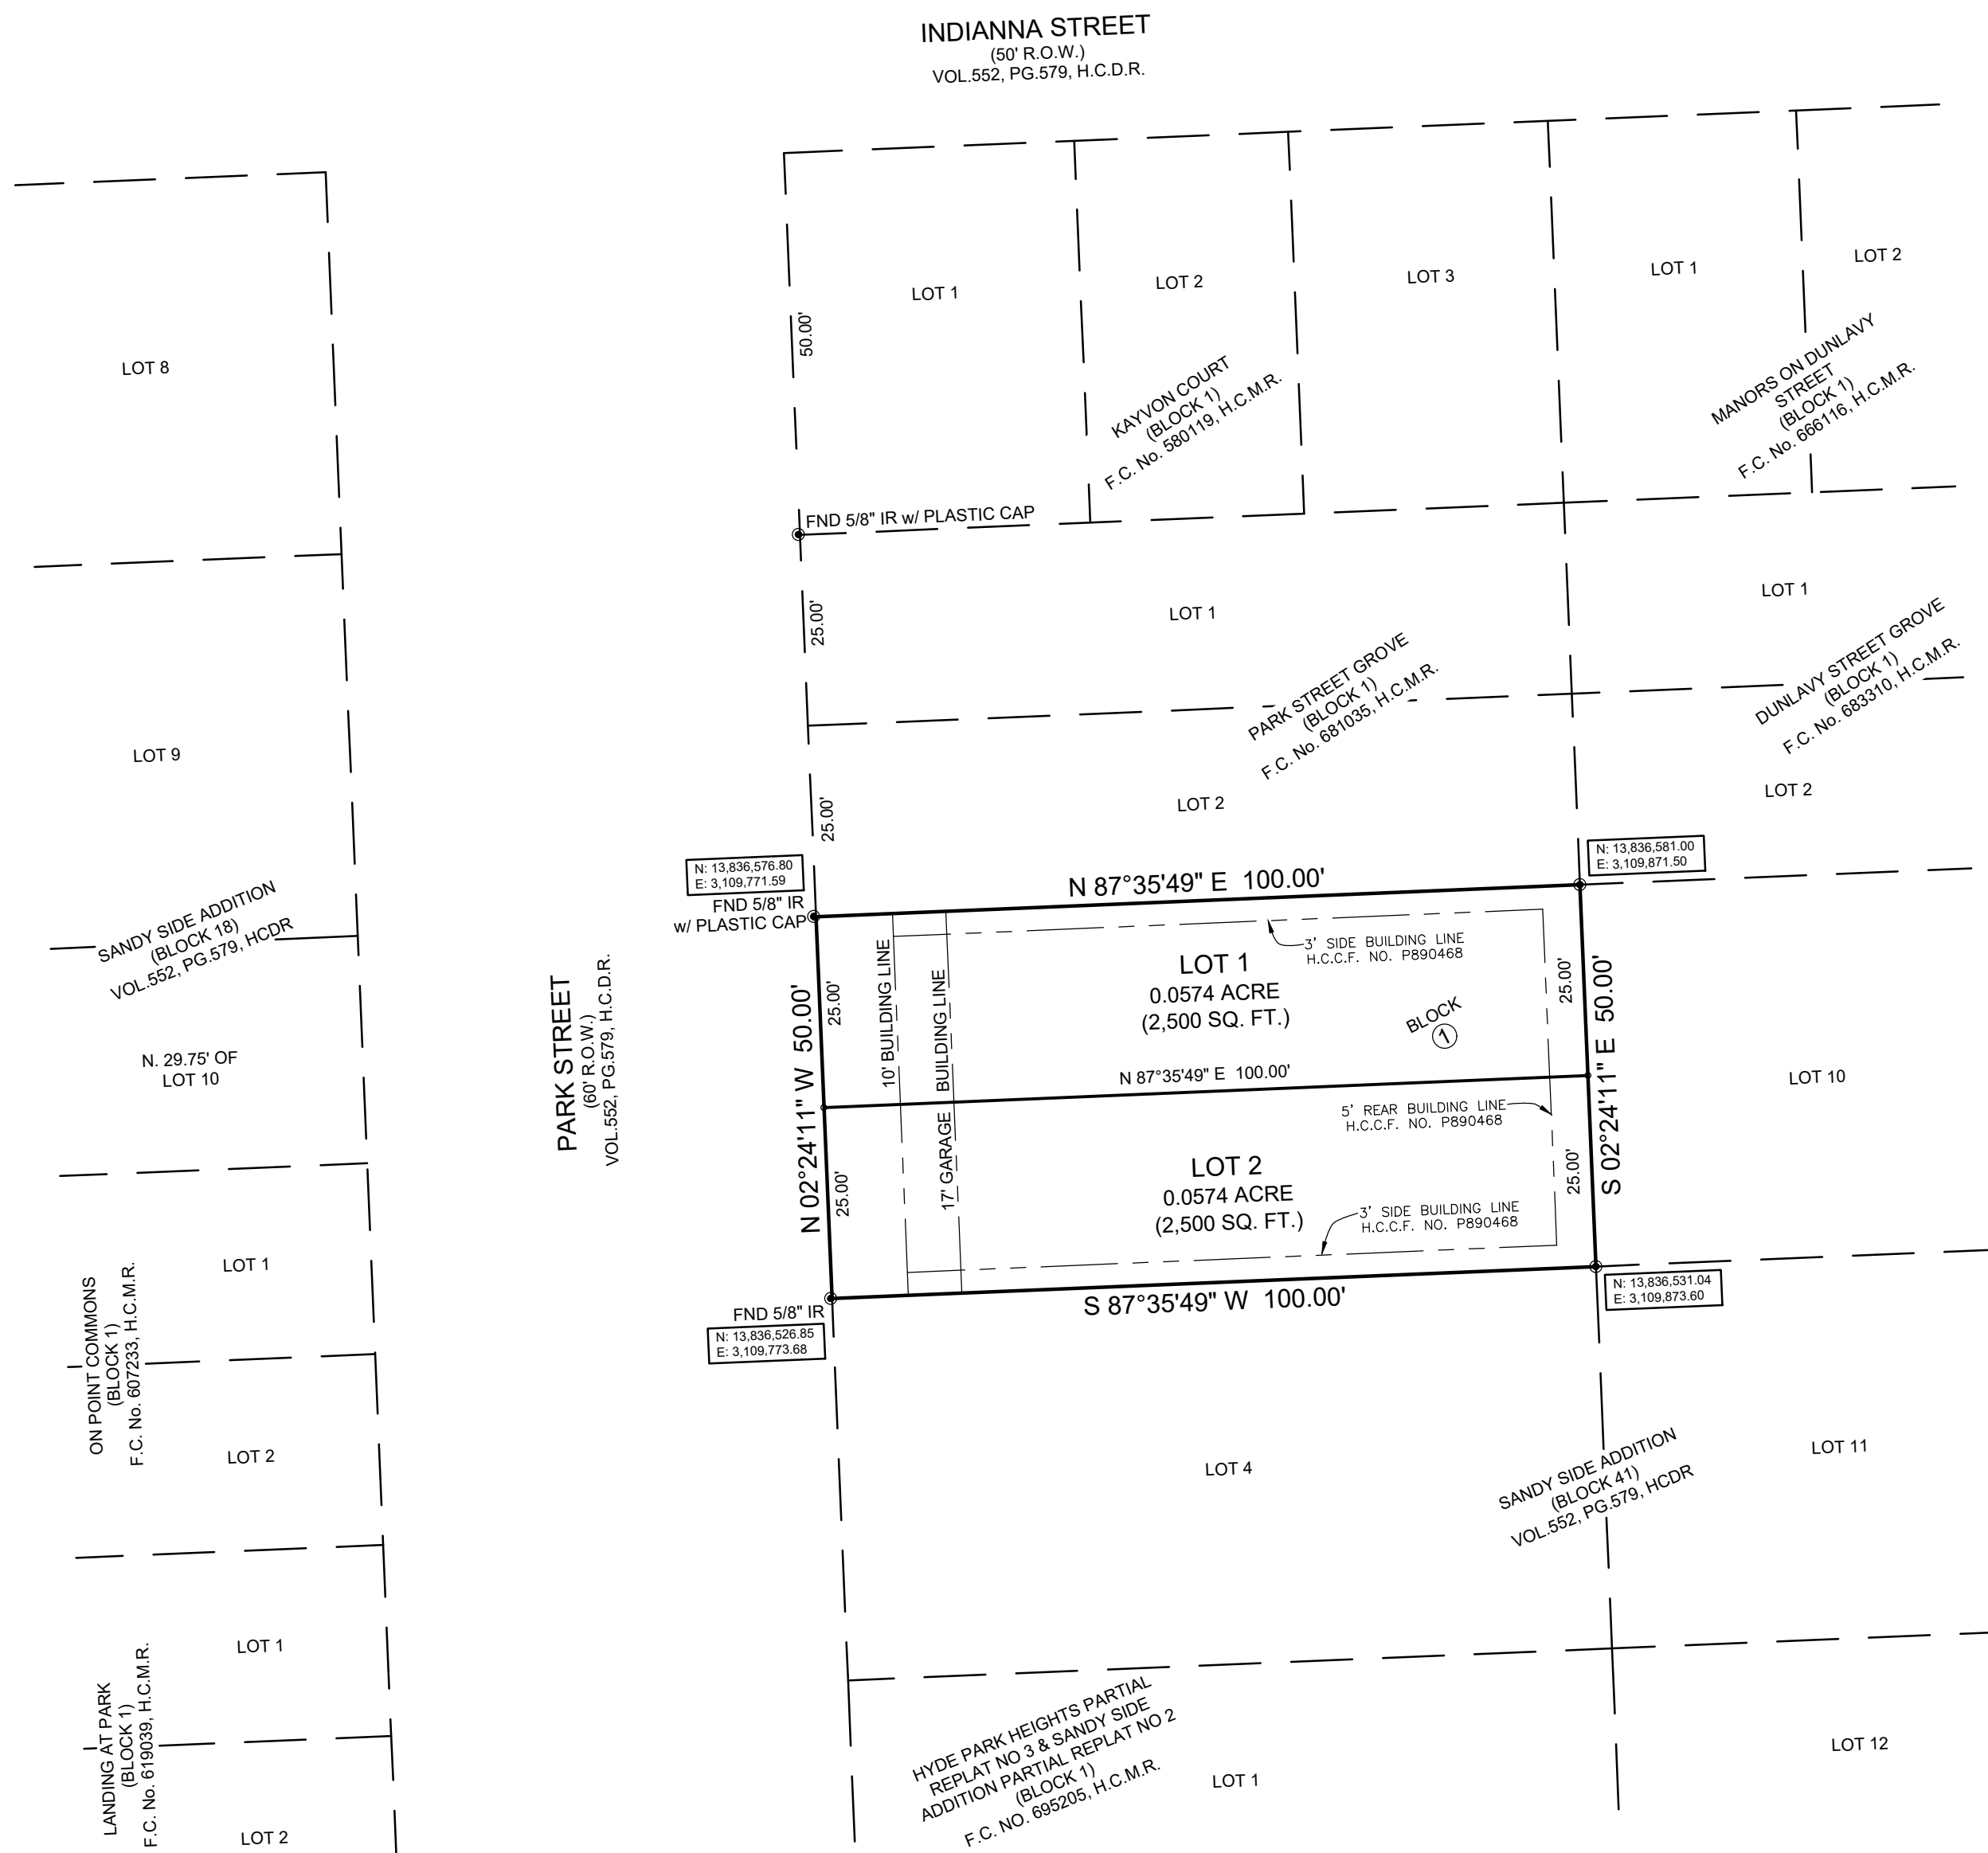 INDIANNA STREET
(50' R.O.W.)
VOL.552, PG.579, H.C.D.R.
LOT 8
LOT 9
SANDY SIDE ADDITION
(BLOCK 18)
VOL.552, PG.579, HCDR
N. 29.75' OF
LOT 10
LOT 1
ON POINT COMMONS
(BLOCK 1)
F.C. No. 607233, H.C.M.R.
LOT 2
LOT 1
LANDING AT PARK
(BLOCK 1)
F.C. No. 619039, H.C.M.R.
LOT 2
PARK STREET
(60' R.O.W.)
VOL.552, PG.579, H.C.D.R.
50.00'
LOT 1
LOT 2
LOT 3
KAYVON COURT
(BLOCK 1)
F.C. No. 580119, H.C.M.R.
LOT 1
LOT 2
MANORS ON DUNLAVY
STREET
(BLOCK 1)
F.C. No. 666116, H.C.M.R.
FND 5/8" IR w/ PLASTIC CAP
25.00'
LOT 1
PARK STREET GROVE
(BLOCK 1)
F.C. No. 681035, H.C.M.R.
25.00'
LOT 2
LOT 1
DUNLAVY STREET GROVE
(BLOCK 1)
F.C. No. 683310, H.C.M.R.
LOT 2
N: 13,836,576.80
E: 3,109,771.59
FND 5/8" IR
w/ PLASTIC CAP
N 87°35'49" E 100.00'
N: 13,836,581.00
E: 3,109,871.50
N 02°24'11" W 50.00'
25.00'
25.00'
10' BUILDING LINE
17' GARAGE BUILDING LINE
3' SIDE BUILDING LINE
H.C.C.F. NO. P890468
LOT 1
0.0574 ACRE
(2,500 SQ. FT.)
BLOCK
1
25.00'
S 02°24'11" E 50.00'
N 87°35'49" E 100.00'
5' REAR BUILDING LINE
H.C.C.F. NO. P890468
LOT 2
0.0574 ACRE
(2,500 SQ. FT.)
3' SIDE BUILDING LINE
H.C.C.F. NO. P890468
25.00'
LOT 10
FND 5/8" IR
N: 13,836,526.85
E: 3,109,773.68
S 87°35'49" W 100.00'
N: 13,836,531.04
E: 3,109,873.60
LOT 4
SANDY SIDE ADDITION
(BLOCK 41)
VOL.552, PG.579, HCDR
LOT 11
HYDE PARK HEIGHTS PARTIAL
REPLAT NO 3 & SANDY SIDE
ADDITION PARTIAL REPLAT NO 2
(BLOCK 1)
F.C. NO. 695205, H.C.M.R.
LOT 1
LOT 12